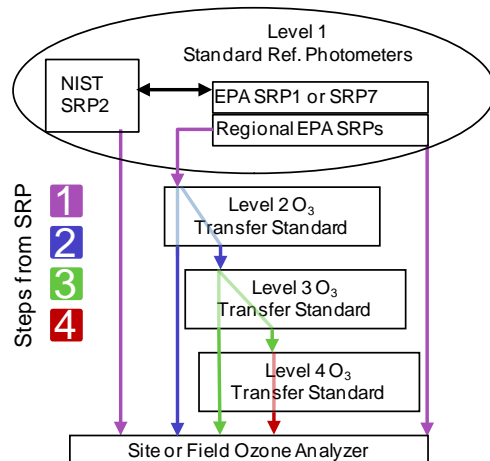 Level 1
Standard Ref. Photometers
NIST
SRP2
EPA SRP1 or SRP7
Regional EPA SRPs
Steps from SRP
1
2
3
4
Level 2 O₃
Transfer Standard
Level 3 O₃
Transfer Standard
Level 4 O₃
Transfer Standard
Site or Field Ozone Analyzer